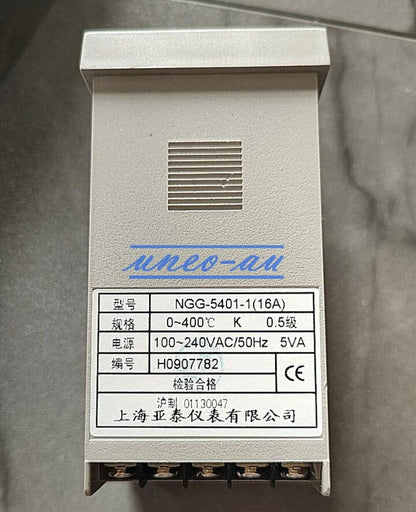 uneo-au
型号 NGG-5401-1(16A)
规格 0~400℃ K 0.5级
电源 100~240VAC/50Hz 5VA
编号 H0907782
检验合格
CE
沪制 01130047
上海亚泰仪表有限公司